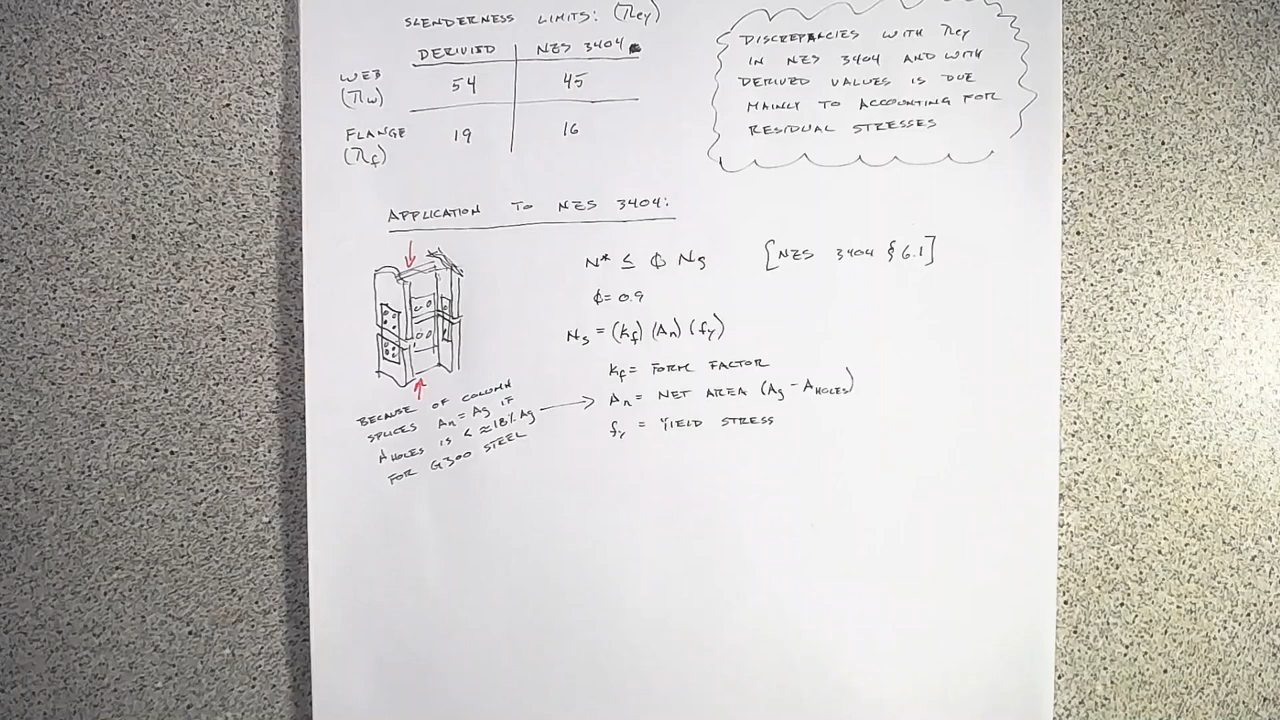 SLENDERNESS LIMITS: (λey)
DERIVED NZS 3404
WEB (λw) 54 45
FLANGE (λf) 19 16
DISCREPANCIES WITH λey
IN NZS 3404 AND WITH
DERIVED VALUES IS DUE
MAINLY TO ACCOUNTING FOR
RESIDUAL STRESSES
APPLICATION TO NZS 3404:
N* ≤ φ Ns [NZS 3404 § 6.1]
φ = 0.9
Ns = (kf) (An) (fy)
kf = FORM FACTOR
An = NET AREA (Ag - AHOLES)
fy = YIELD STRESS
BECAUSE OF COLUMN
SPLICES An = Ag IF
AHOLES IS < ≈18% Ag
FOR G300 STEEL